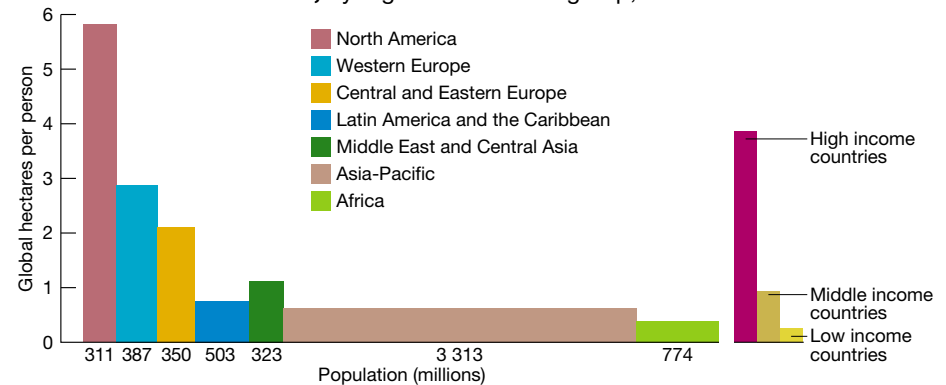 6
5
4
3
2
1
0
Global hectares per person
North America
Western Europe
Central and Eastern Europe
Latin America and the Caribbean
Middle East and Central Asia
Asia-Pacific
Africa
High income
countries
Middle income
countries
Low income
countries
311 387 350 503 323 3 313 774
Population (millions)